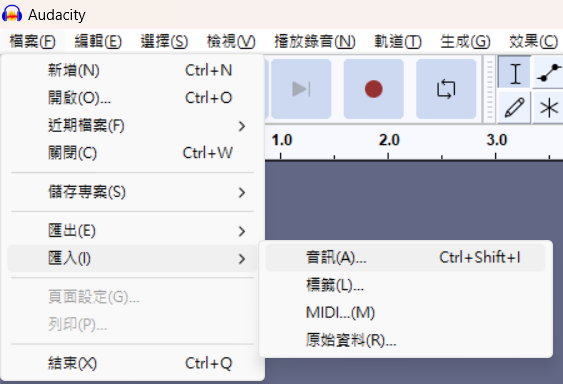 Audacity
檔案(F) 編輯(E) 選擇(S) 檢視(V) 播放錄音(N) 軌道(T) 生成(G) 效果(C)
新增(N) Ctrl+N
開啟(O)... Ctrl+O
近期檔案(F)
關閉(C) Ctrl+W
1.0 2.0 3.0
儲存專案(S)
匯出(E)
匯入(I)
音訊(A)... Ctrl+Shift+I
標籤(L)...
頁面設定(G)...
MIDI...(M)
列印(P)...
原始資料(R)...
結束(X) Ctrl+Q